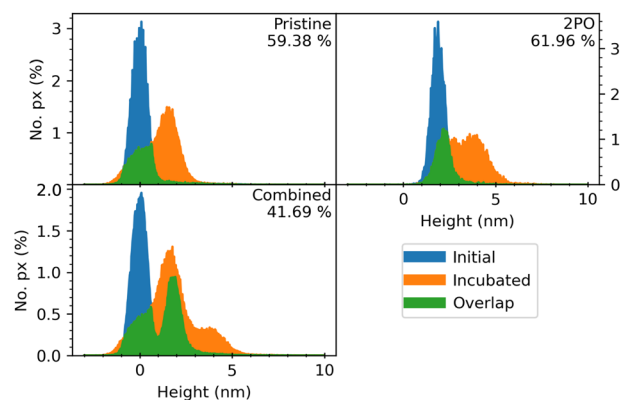 Pristine
59.38 %
No. px (%)
3
2
1
2PO
61.96 %
3
2
1
0
0
5
10
Height (nm)
Combined
41.69 %
No. px (%)
2.0
1.5
1.0
0.5
0.0
0
5
10
Height (nm)
Initial
Incubated
Overlap